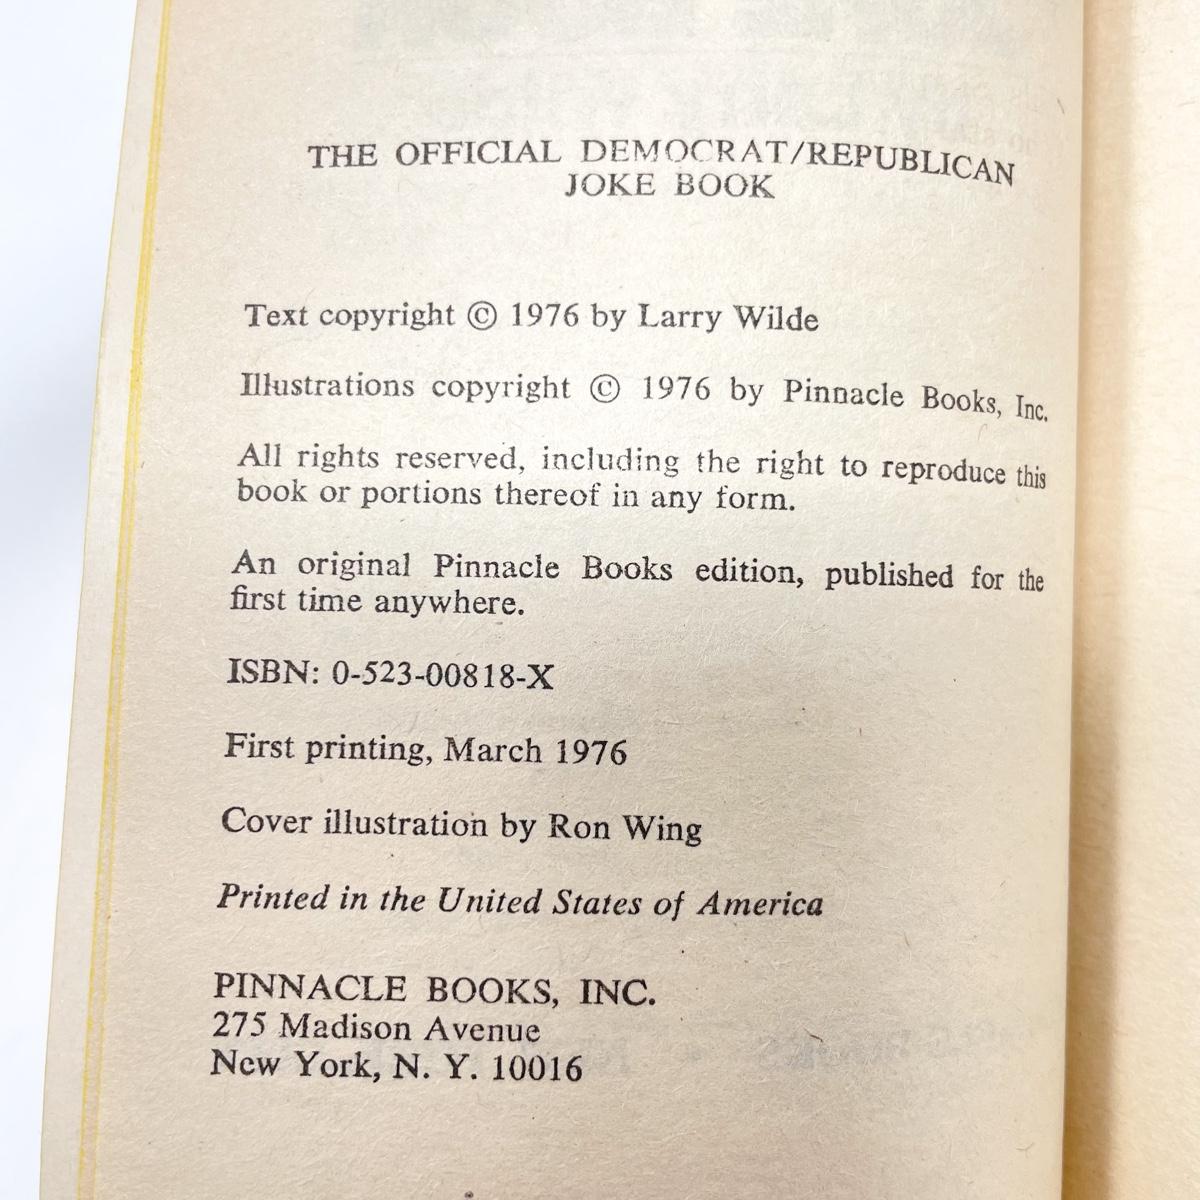 THE OFFICIAL DEMOCRAT/REPUBLICAN
JOKE BOOK
Text copyright © 1976 by Larry Wilde
Illustrations copyright © 1976 by Pinnacle Books, Inc.
All rights reserved, including the right to reproduce this
book or portions thereof in any form.
An original Pinnacle Books edition, published for the
first time anywhere.
ISBN: 0-523-00818-X
First printing, March 1976
Cover illustration by Ron Wing
Printed in the United States of America
PINNACLE BOOKS, INC.
275 Madison Avenue
New York, N. Y. 10016